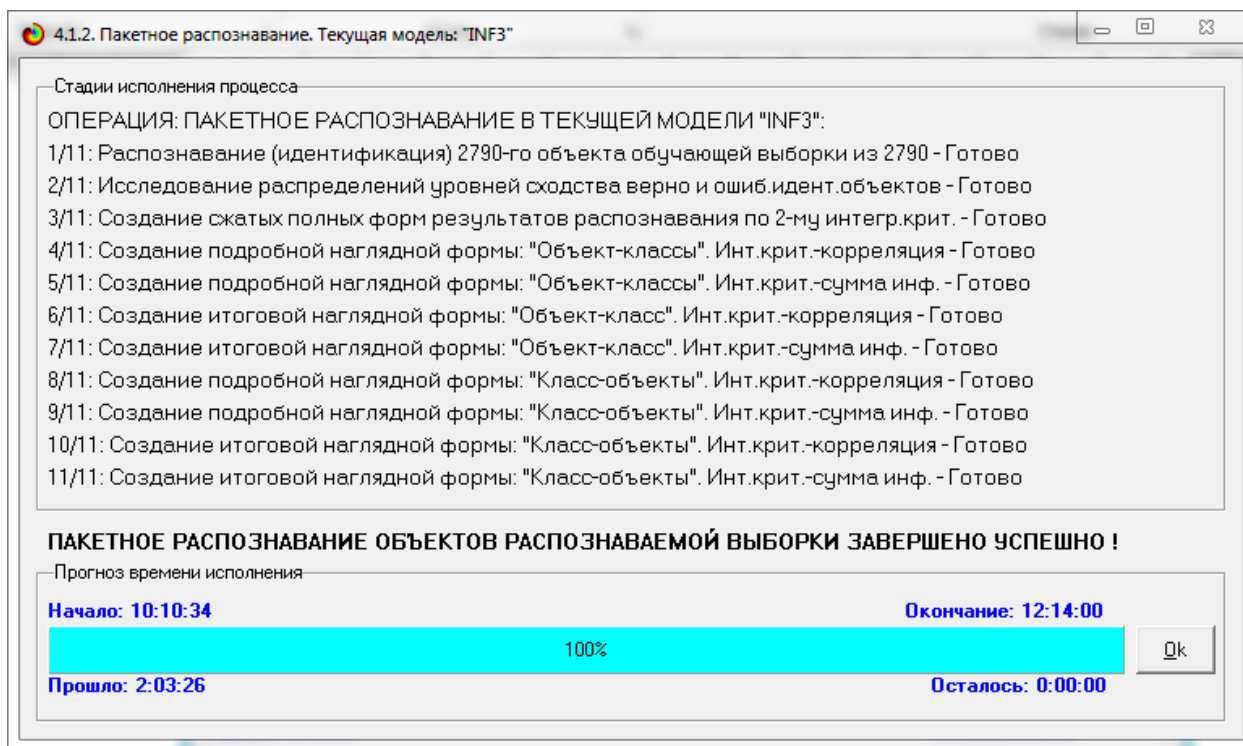 4.1.2. Пакетное распознавание. Текущая модель: "INF3"
Стадии исполнения процесса
ОПЕРАЦИЯ: ПАКЕТНОЕ РАСПОЗНАВАНИЕ В ТЕКУЩЕЙ МОДЕЛИ "INF3":
1/11: Распознавание (идентификация) 2790-го объекта обучающей выборки из 2790 - Готово
2/11: Исследование распределений уровней сходства верно и ошиб.идент.объектов - Готово
3/11: Создание сжатых полных форм результатов распознавания по 2-му интегр.крит. - Готово
4/11: Создание подробной наглядной формы: "Объект-классы". Инт.крит.-корреляция - Готово
5/11: Создание подробной наглядной формы: "Объект-классы". Инт.крит.-сумма инф. - Готово
6/11: Создание итоговой наглядной формы: "Объект-класс". Инт.крит.-корреляция - Готово
7/11: Создание итоговой наглядной формы: "Объект-класс". Инт.крит.-сумма инф. - Готово
8/11: Создание подробной наглядной формы: "Класс-объекты". Инт.крит.-корреляция - Готово
9/11: Создание подробной наглядной формы: "Класс-объекты". Инт.крит.-сумма инф. - Готово
10/11: Создание итоговой наглядной формы: "Класс-объекты". Инт.крит.-корреляция - Готово
11/11: Создание итоговой наглядной формы: "Класс-объекты". Инт.крит.-сумма инф. - Готово
ПАКЕТНОЕ РАСПОЗНАВАНИЕ ОБЪЕКТОВ РАСПОЗНАВАЕМОЙ ВЫБОРКИ ЗАВЕРШЕНО УСПЕШНО !
Прогноз времени исполнения
Начало: 10:10:34 Окончание: 12:14:00
100% Ok
Прошло: 2:03:26 Осталось: 0:00:00